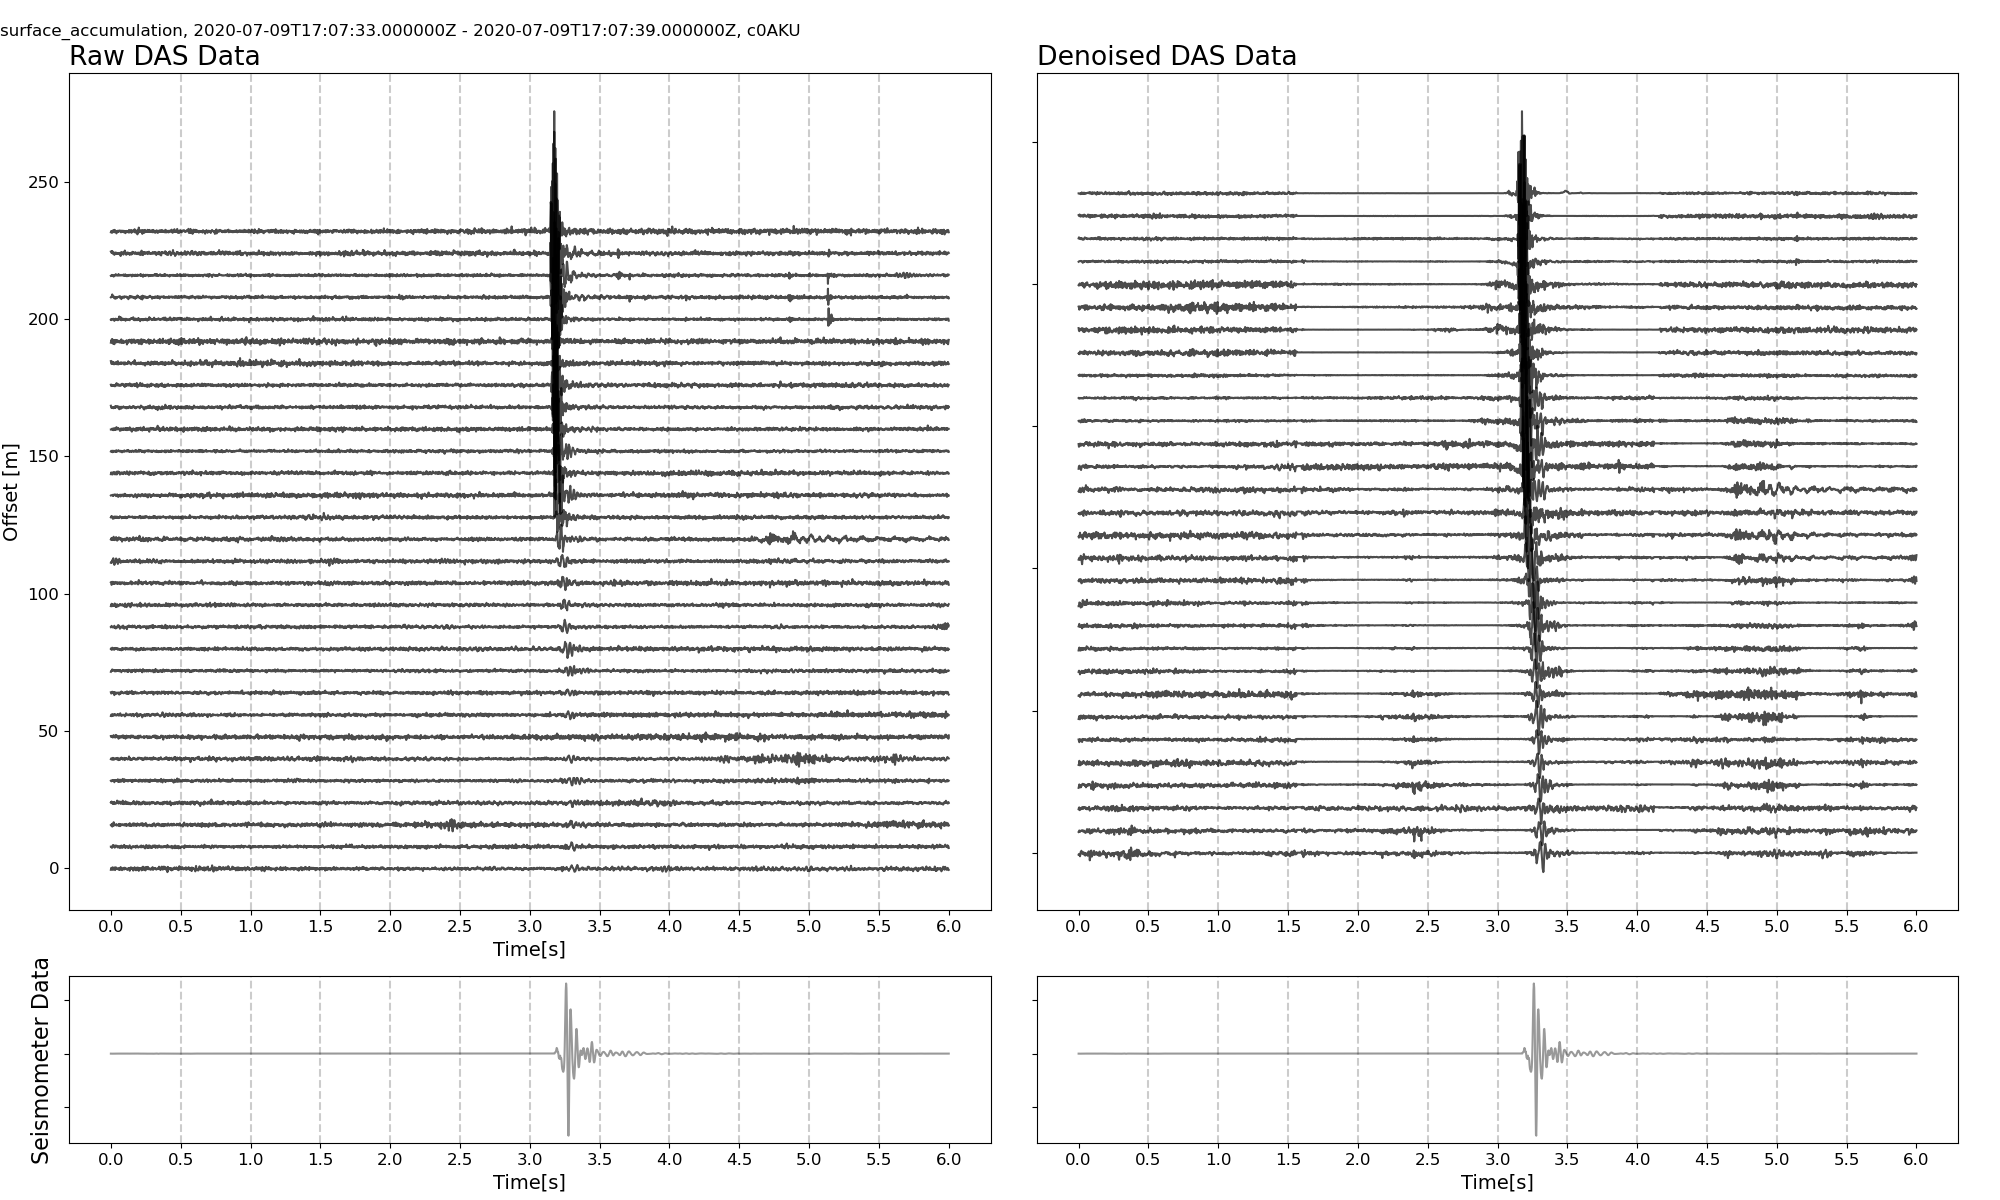 surface_accumulation, 2020-07-09T17:07:33.000000Z - 2020-07-09T17:07:39.000000Z, c0AKU
Raw DAS Data
Denoised DAS Data
Offset [m]
250
200
150
100
50
0
0.0 0.5 1.0 1.5 2.0 2.5 3.0 3.5 4.0 4.5 5.0 5.5 6.0
Time[s]
0.0 0.5 1.0 1.5 2.0 2.5 3.0 3.5 4.0 4.5 5.0 5.5 6.0
Seismometer Data
0.0 0.5 1.0 1.5 2.0 2.5 3.0 3.5 4.0 4.5 5.0 5.5 6.0
Time[s]
0.0 0.5 1.0 1.5 2.0 2.5 3.0 3.5 4.0 4.5 5.0 5.5 6.0
Time[s]